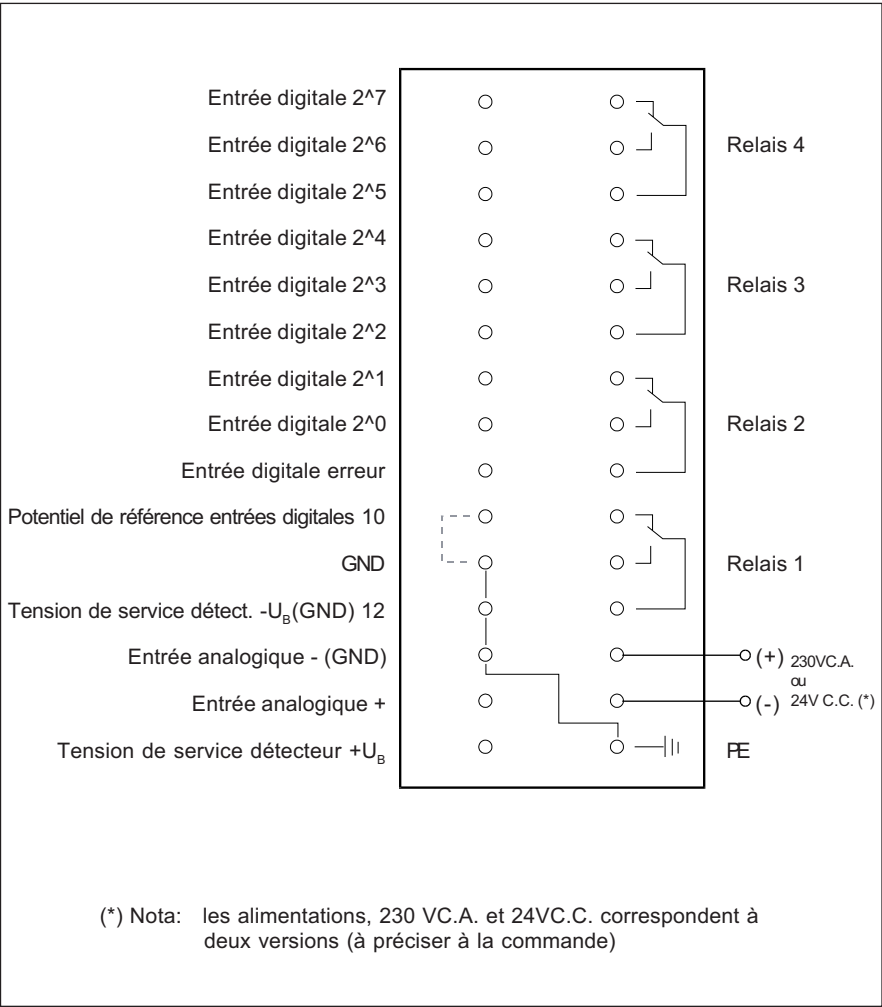 Entrée digitale 2^7
Entrée digitale 2^6
Relais 4
Entrée digitale 2^5
Entrée digitale 2^4
Entrée digitale 2^3
Relais 3
Entrée digitale 2^2
Entrée digitale 2^1
Entrée digitale 2^0
Relais 2
Entrée digitale erreur
Potentiel de référence entrées digitales 10
GND
Relais 1
Tension de service détect. -U_B(GND) 12
Entrée analogique - (GND)
(+) 230VC.A.
ou
Entrée analogique +
(-) 24V C.C. (*)
Tension de service détecteur +U_B
PE
(*) Nota: les alimentations, 230 VC.A. et 24VC.C. correspondent à
deux versions (à préciser à la commande)